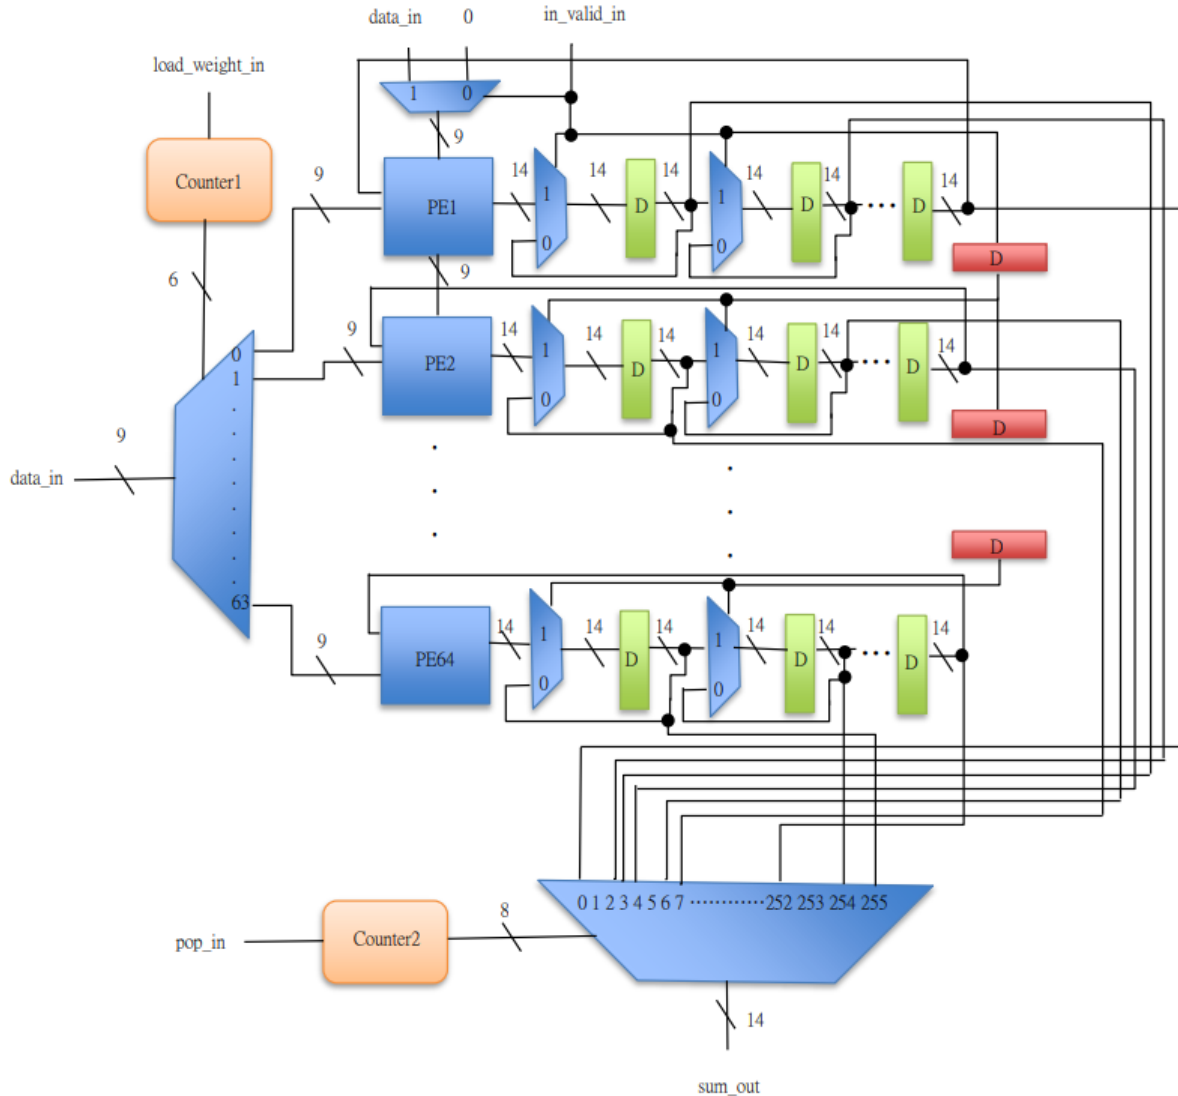 data_in 0 in_valid_in
load_weight_in
1 0
9
Counter1
9
PE1
14
1
0
14
D
14
1
0
14
D
14
...
D
14
D
6
9
9
PE2
14
1
0
14
D
14
1
0
14
D
14
...
D
14
D
0
1
.
.
.
.
.
.
.
.
63
9
data_in
.
.
.
.
.
.
D
9
PE64
14
1
0
14
D
14
1
0
14
D
14
...
D
14
0 1 2 3 4 5 6 7 ............ 252 253 254 255
pop_in
Counter2
8
14
sum_out